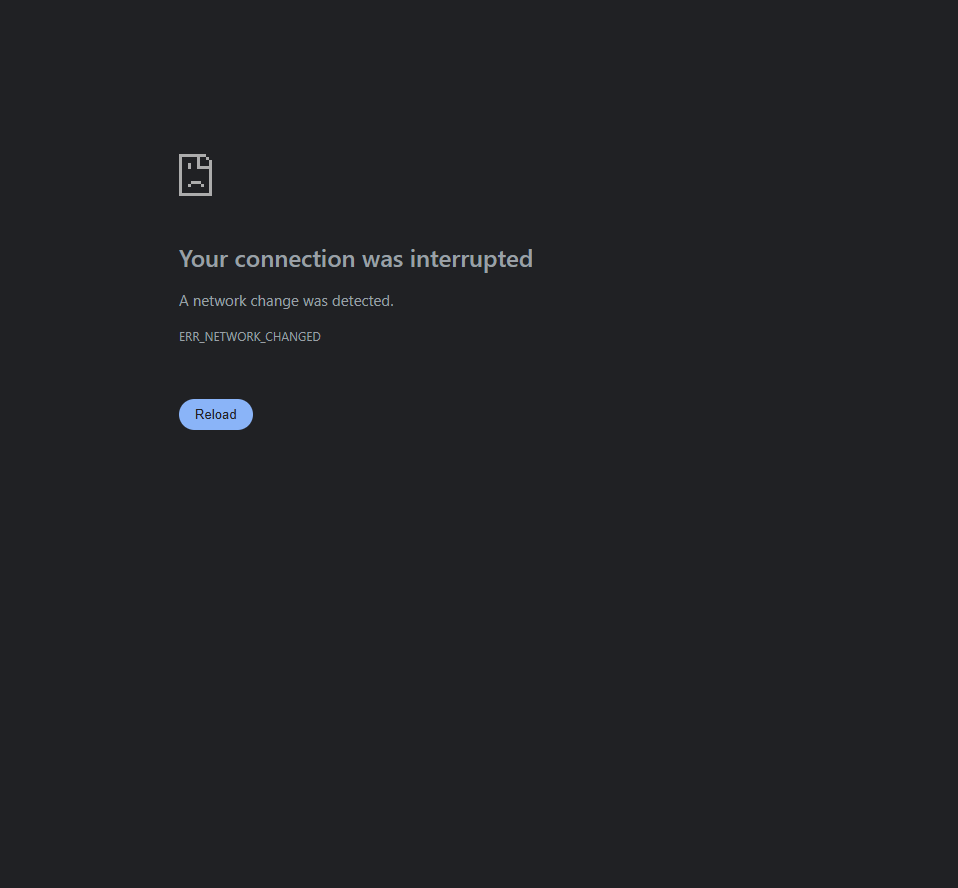 Your connection was interrupted
A network change was detected.
ERR_NETWORK_CHANGED
Reload